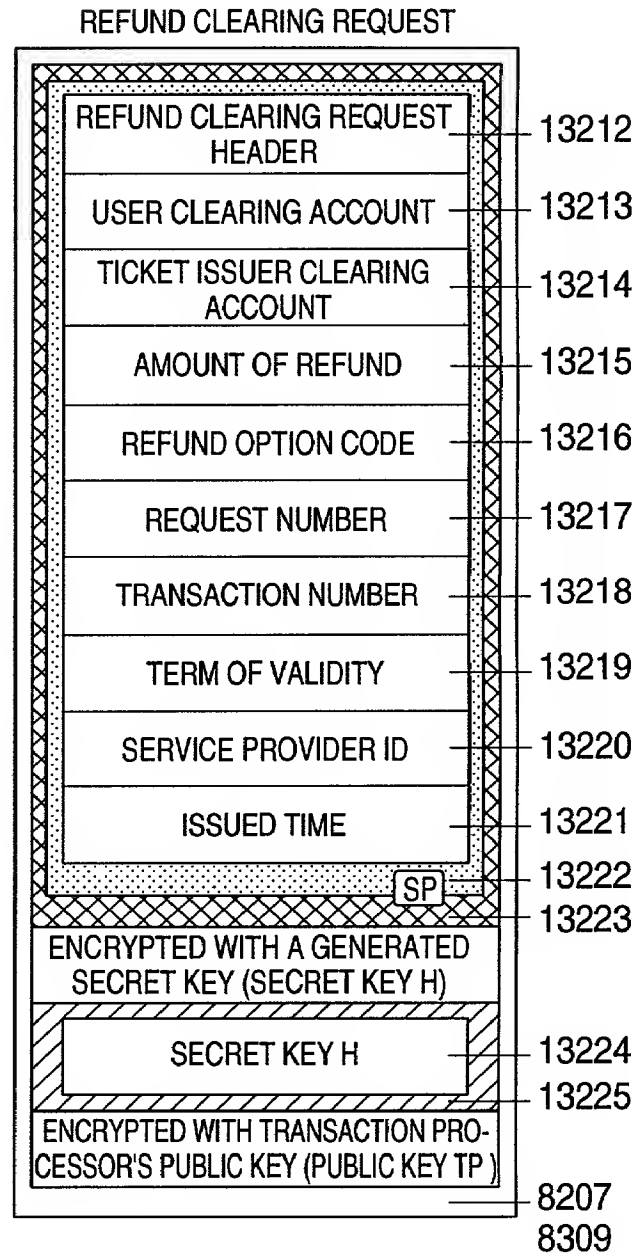 REFUND CLEARING REQUEST
REFUND CLEARING REQUEST
HEADER
13212
USER CLEARING ACCOUNT
13213
TICKET ISSUER CLEARING
ACCOUNT
13214
AMOUNT OF REFUND
13215
REFUND OPTION CODE
13216
REQUEST NUMBER
13217
TRANSACTION NUMBER
13218
TERM OF VALIDITY
13219
SERVICE PROVIDER ID
13220
ISSUED TIME
13221
SP
13222
13223
ENCRYPTED WITH A GENERATED
SECRET KEY (SECRET KEY H)
SECRET KEY H
13224
13225
ENCRYPTED WITH TRANSACTION PRO-
CESSOR'S PUBLIC KEY (PUBLIC KEY TP )
8207
8309